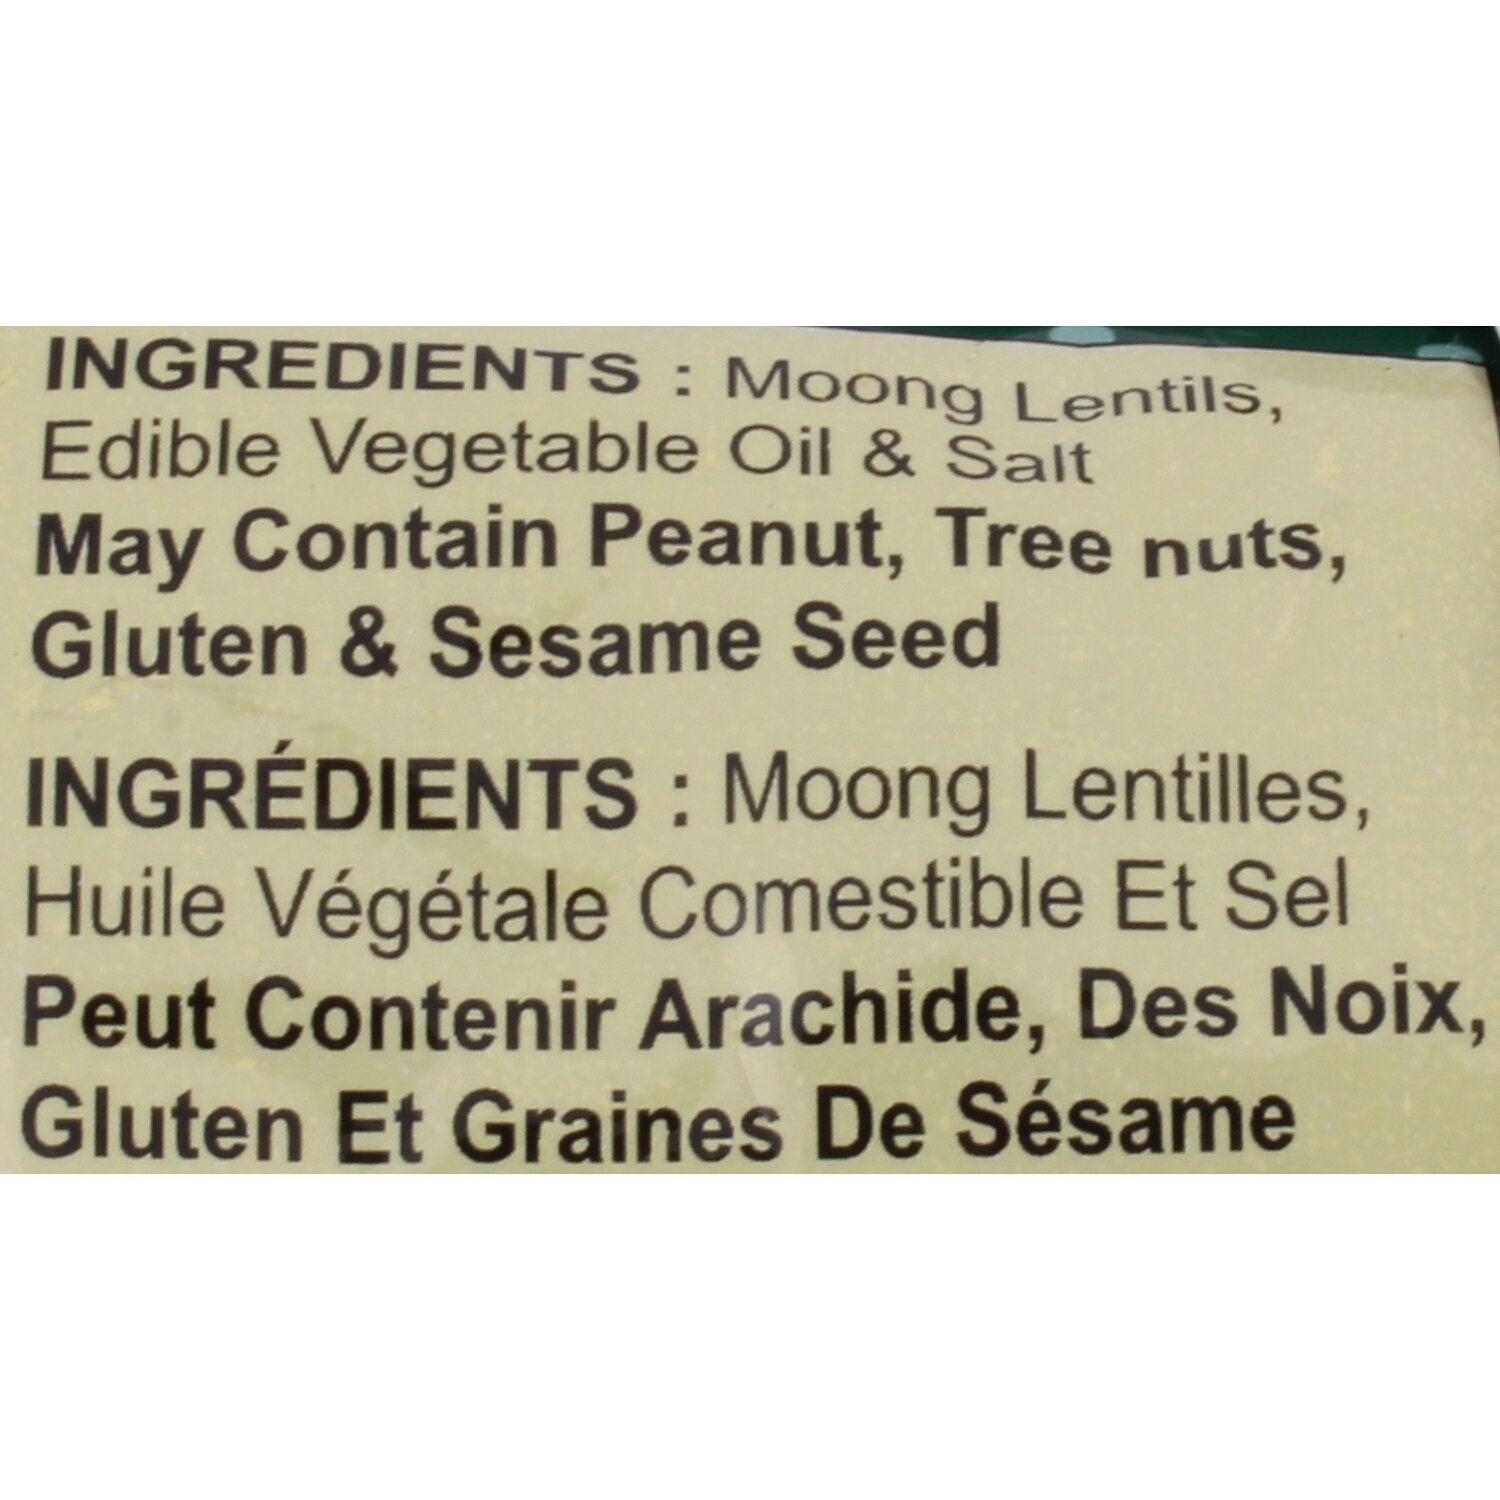 INGREDIENTS : Moong Lentils,
Edible Vegetable Oil & Salt
May Contain Peanut, Tree nuts,
Gluten & Sesame Seed
INGRÉDIENTS : Moong Lentilles,
Huile Végétale Comestible Et Sel
Peut Contenir Arachide, Des Noix,
Gluten Et Graines De Sésame